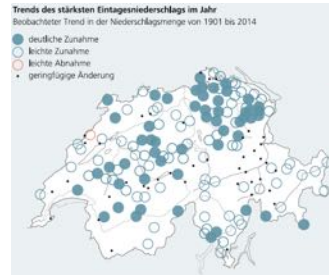 Trends des stärksten Eintagesniederschlags im Jahr
Beobachteter Trend in der Niederschlagsmenge von 1901 bis 2014
deutliche Zunahme
leichte Zunahme
leichte Abnahme
geringfügige Änderung